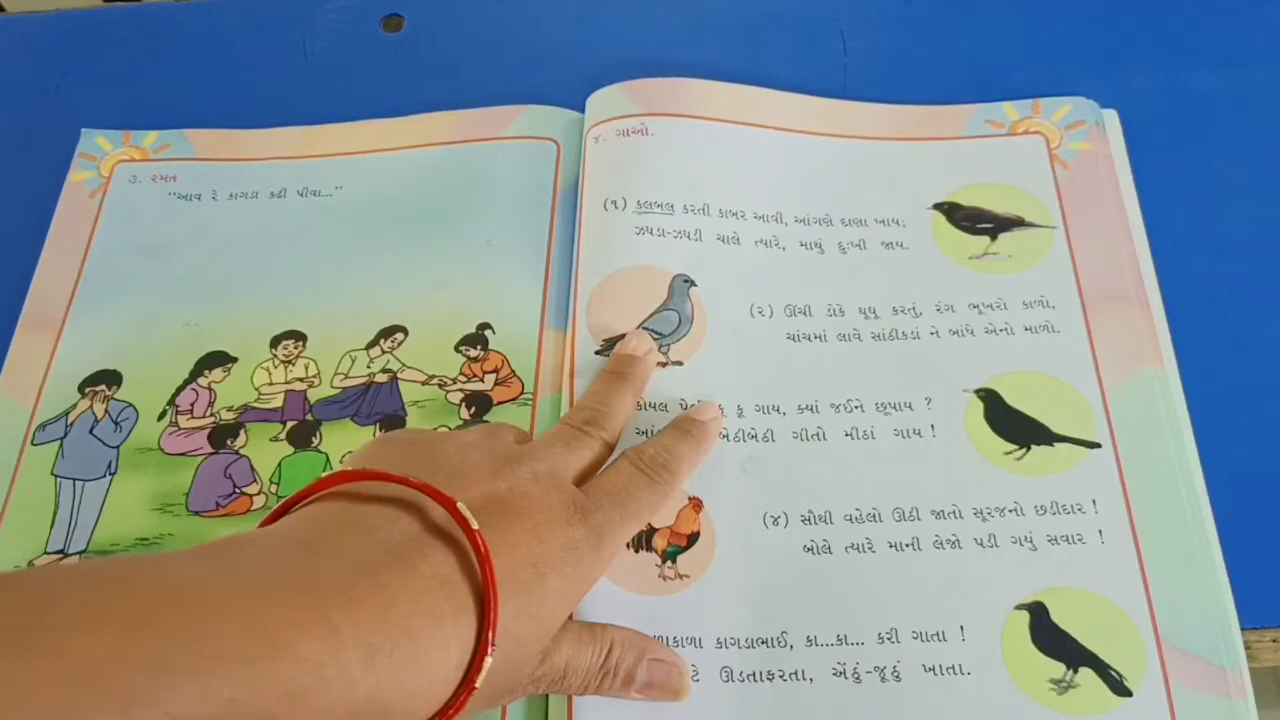 ૩. રમત
“આવ રે કાગડા કઢી પીવા...”
૪. ગાઓ.
(૧) કલબલ કરતી કાબર આવી, આંગણે દાણા ખાય;
ઝઘડા-ઝઘડી ચાલે ત્યારે, માથું દુઃખી જાય.
(૨) ઊંચી ડોકે ઘૂઘૂ કરતું, રંગ ભૂખરો કાળો,
ચાંચમાં લાવે સાંઠીકડાં ને બાંધે એનો માળો.
કોયલ કૂ ગાય, ક્યાં જઈને છૂપાય ?
બેઠીબેઠી ગીતો મીઠાં ગાય !
(૪) સૌથી વહેલો ઊઠી જાતો સૂરજનો છડીદાર !
બોલે ત્યારે માની લેજો પડી ગયું સવાર !
કાગડાભાઈ, કા...કા... કરી ગાતા !
ઊડતાફરતા, એંઠું-જૂઠું ખાતા.